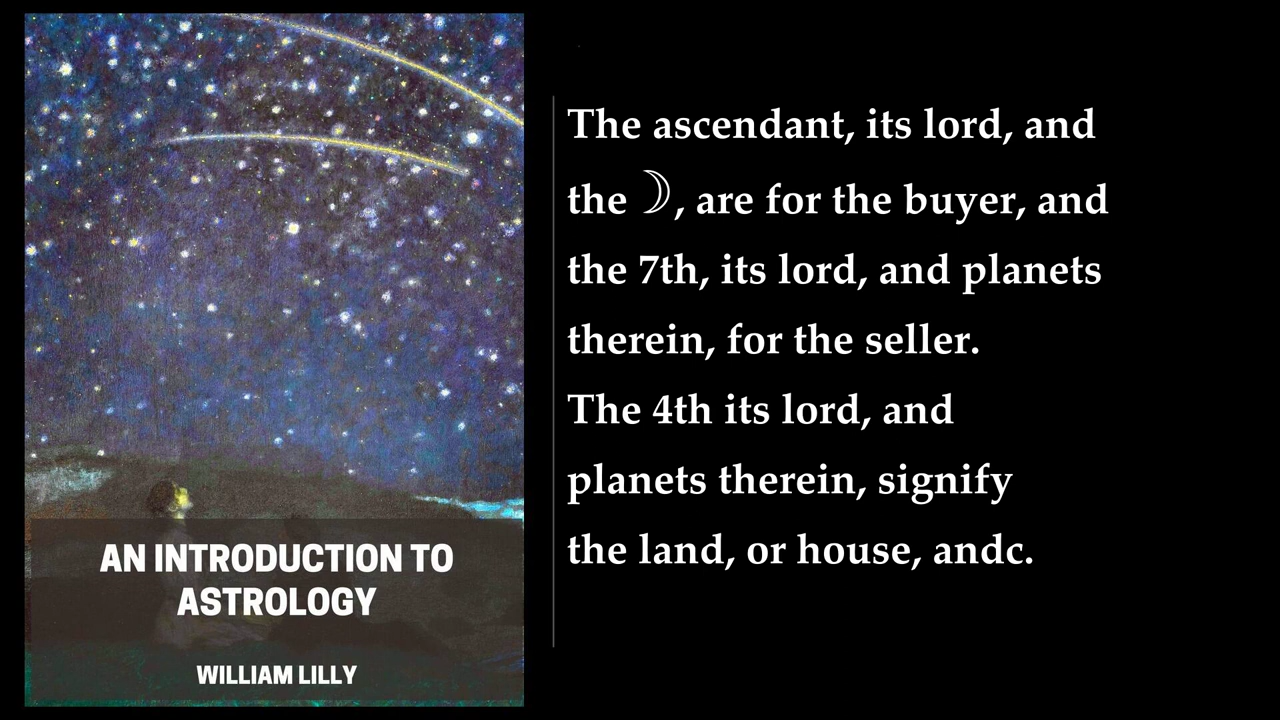 AN INTRODUCTION TO
ASTROLOGY
WILLIAM LILLY
The ascendant, its lord, and
the ☽, are for the buyer, and
the 7th, its lord, and planets
therein, for the seller.
The 4th its lord, and
planets therein, signify
the land, or house, andc.